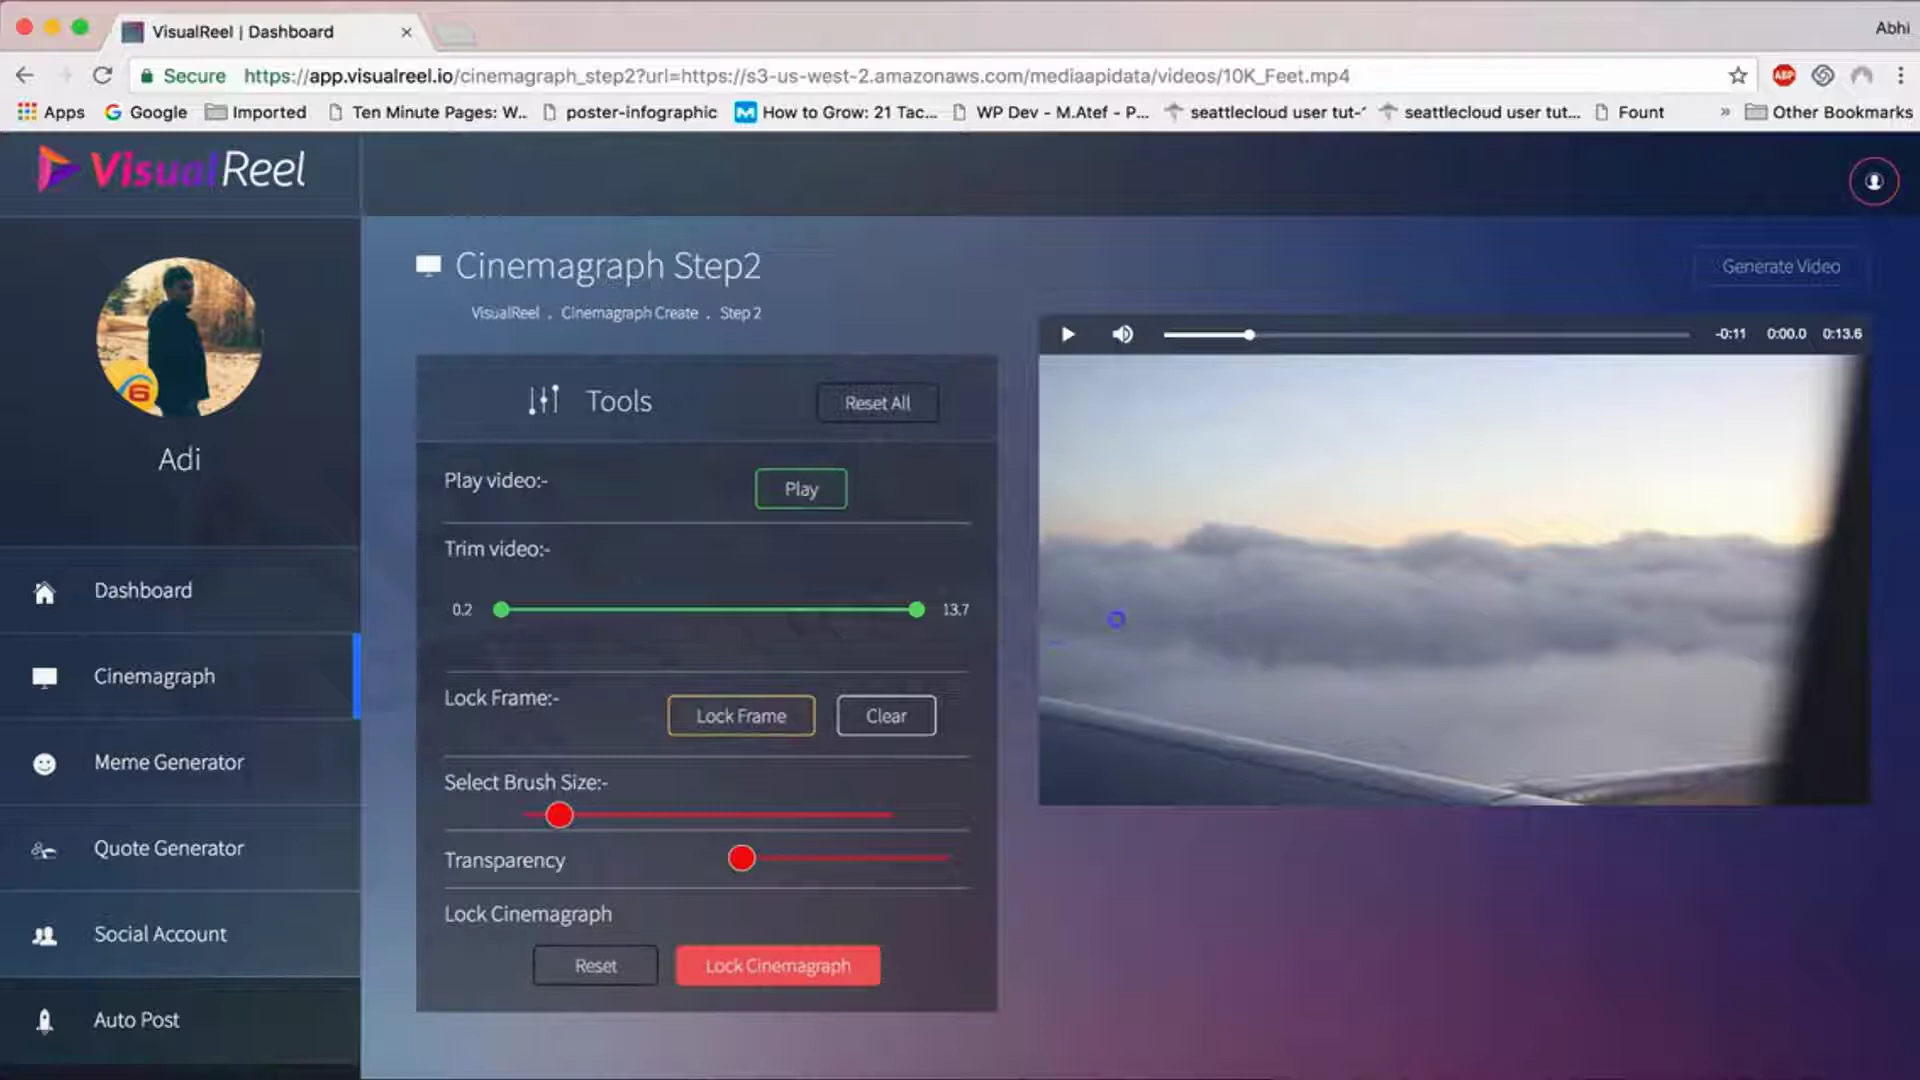 VisualReel | Dashboard
Abhi
Secure https://app.visualreel.io/cinemagraph_step2?url=https://s3-us-west-2.amazonaws.com/mediaapidata/videos/10K_Feet.mp4
ABP
Apps Google Imported Ten Minute Pages: W... poster-infographic How to Grow: 21 Tac... WP Dev - M.Atef - P... seattlecloud user tut- seattlecloud user tut... Fount » Other Bookmarks
VisualReel
Adi
Dashboard
Cinemagraph
Meme Generator
Quote Generator
Social Account
Auto Post
Cinemagraph Step2
VisualReel . Cinemagraph Create . Step 2
Generate Video
Tools
Reset All
Play video:-
Play
Trim video:-
0.2
13.7
Lock Frame:-
Lock Frame
Clear
Select Brush Size:-
Transparency
Lock Cinemagraph
Reset
Lock Cinemagraph
-0:11 0:00.0 0:13.6